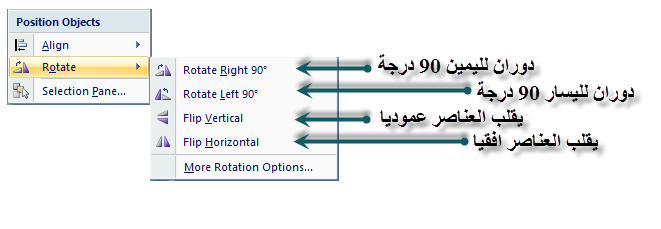 Position Objects
Align
Rotate
Selection Pane...
Rotate Right 90°
دوران لليمين 90 درجة
Rotate Left 90°
دوران لليسار 90 درجة
Flip Vertical
يقلب العناصر عموديا
Flip Horizontal
يقلب العناصر افقيا
More Rotation Options...